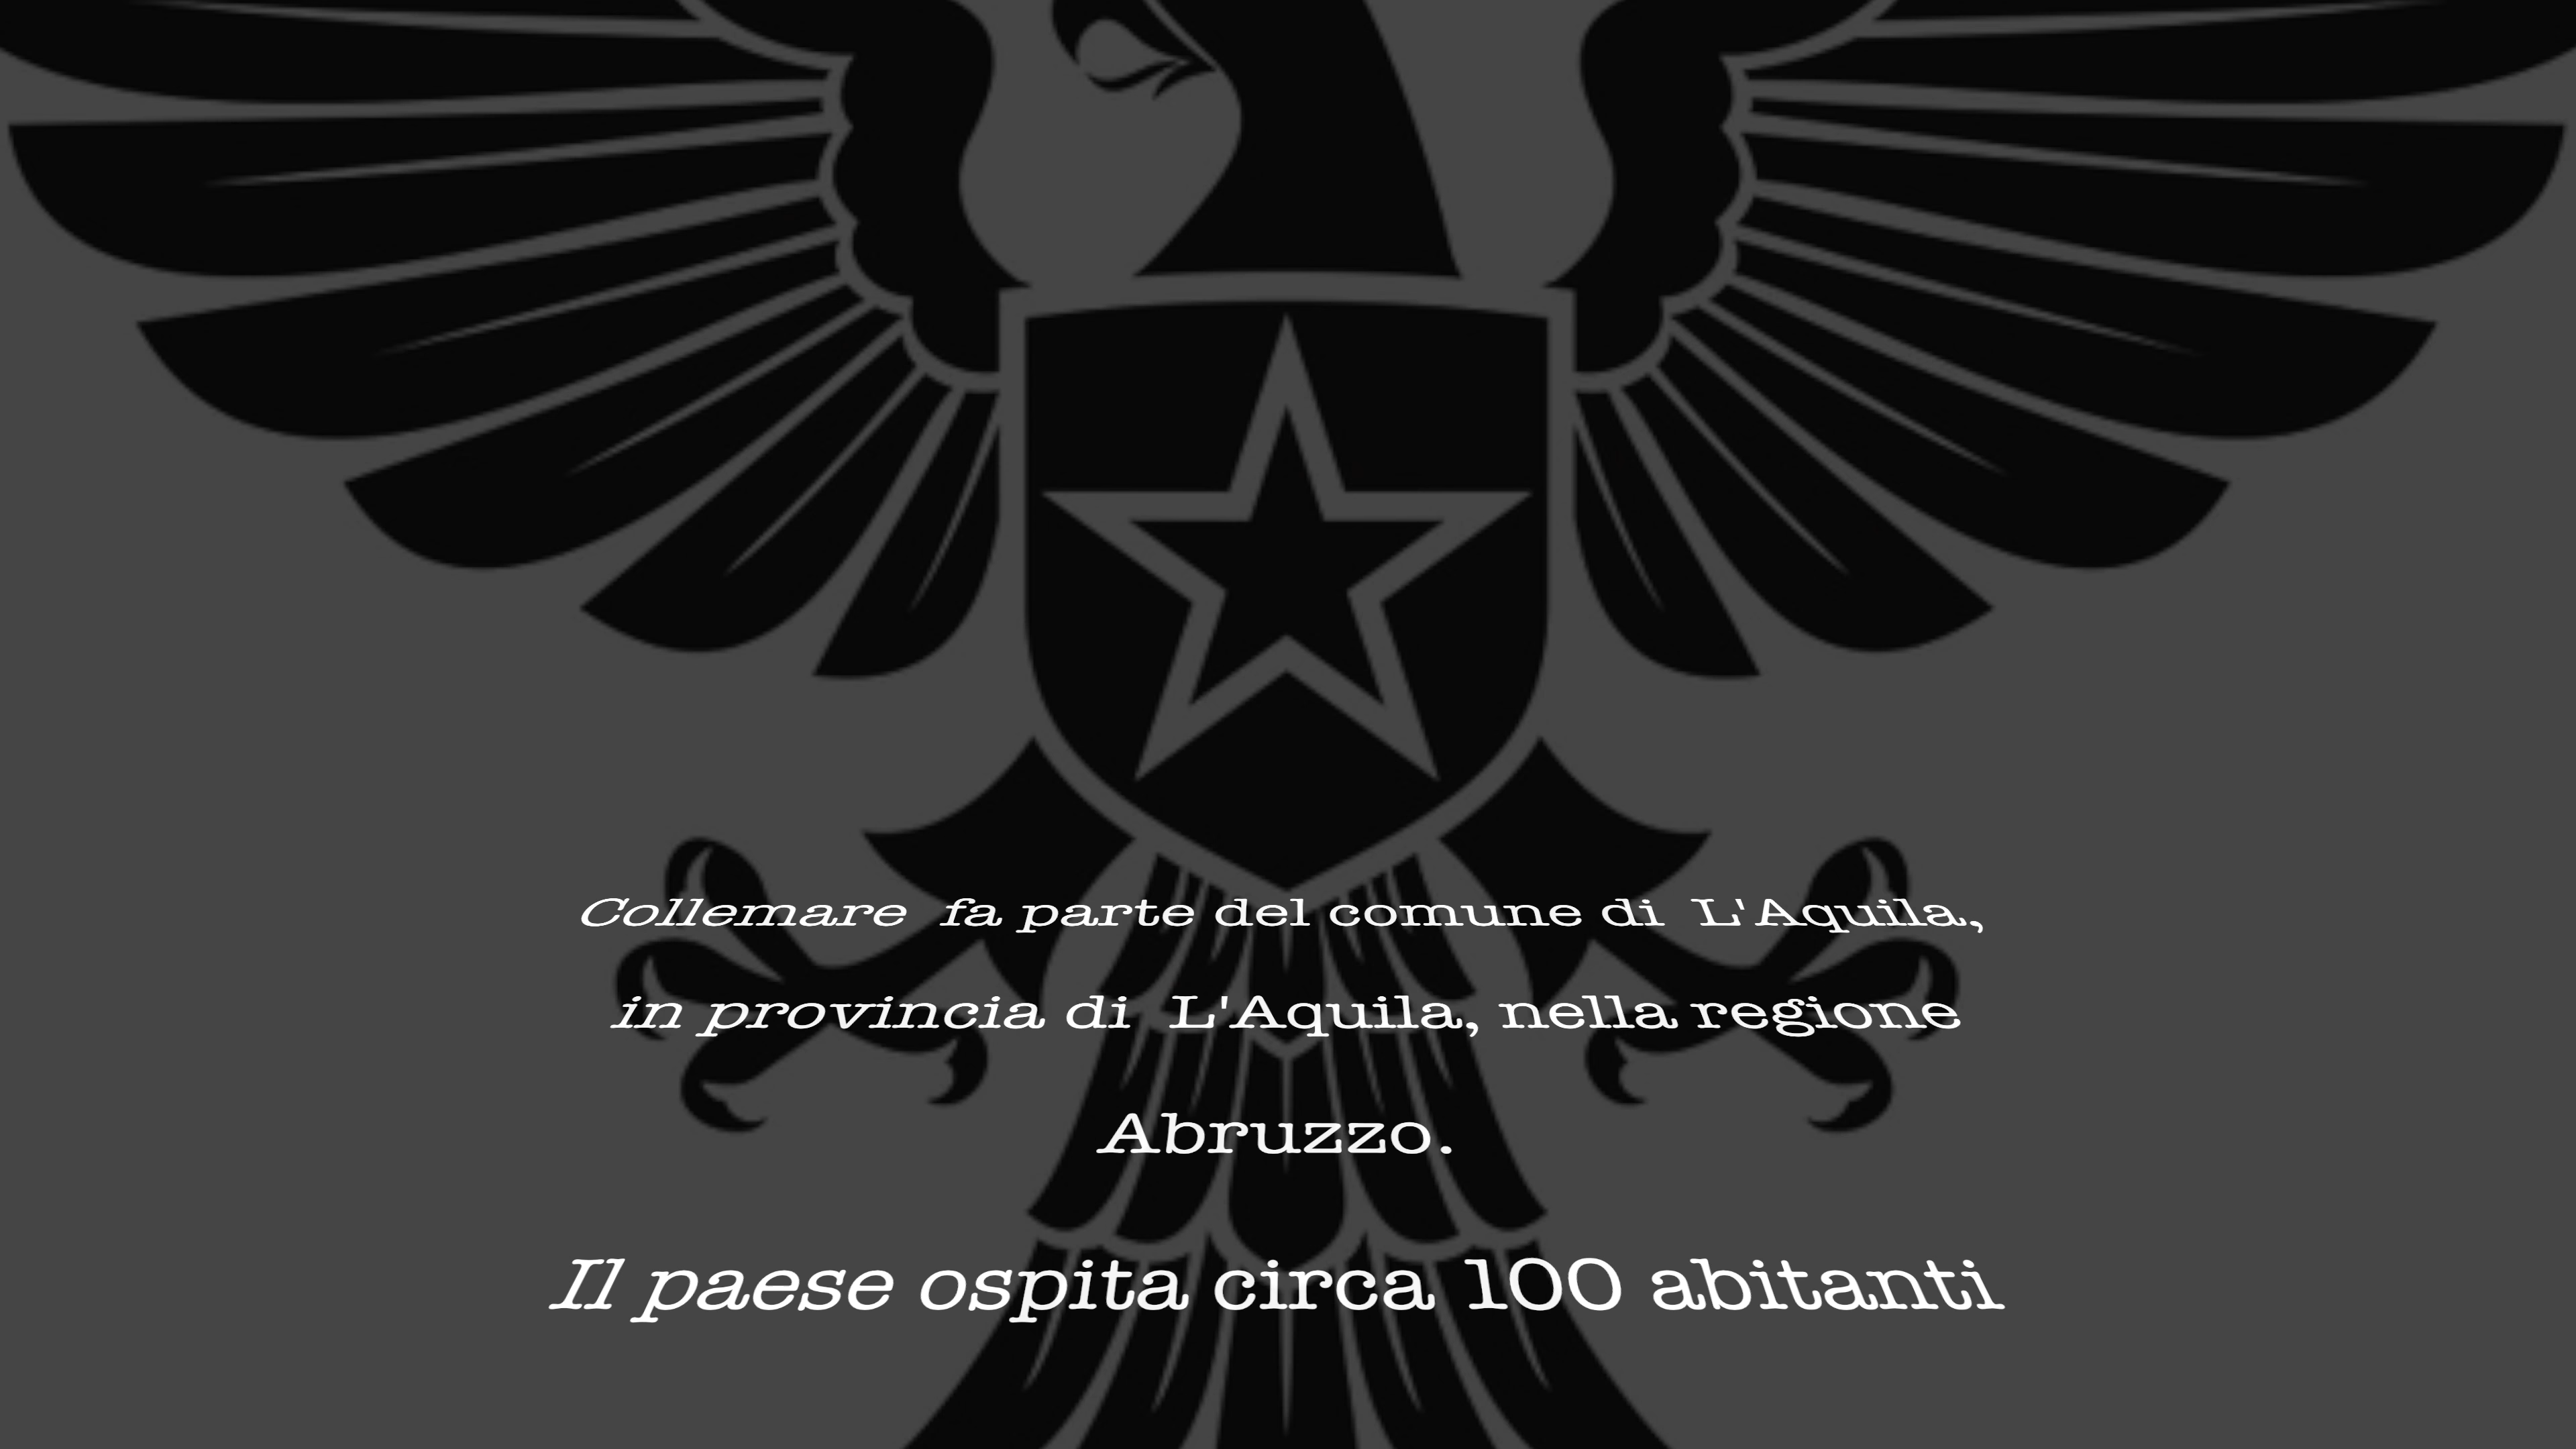 Collemare fa parte del comune di L'Aquila,
in provincia di L'Aquila, nella regione
Abruzzo.
Il paese ospita circa 100 abitanti